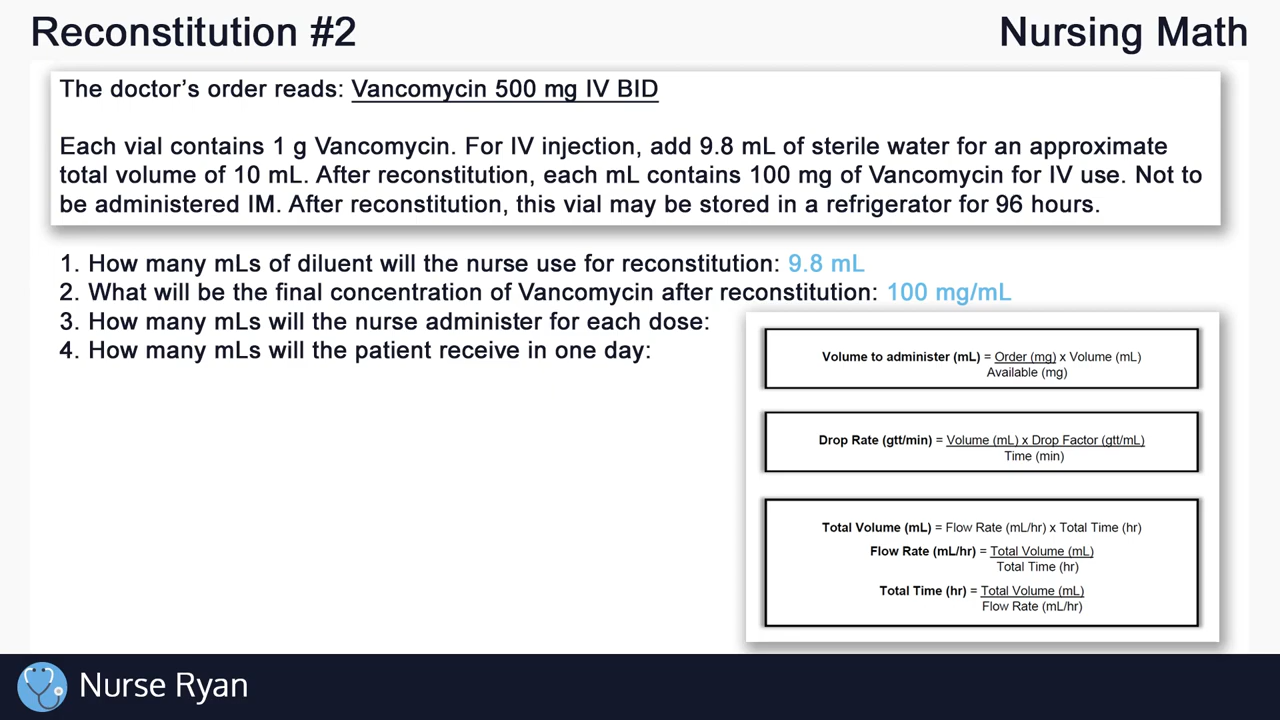 Reconstitution #2
Nursing Math
The doctor's order reads: Vancomycin 500 mg IV BID
Each vial contains 1 g Vancomycin. For IV injection, add 9.8 mL of sterile water for an approximate
total volume of 10 mL. After reconstitution, each mL contains 100 mg of Vancomycin for IV use. Not to
be administered IM. After reconstitution, this vial may be stored in a refrigerator for 96 hours.
1. How many mLs of diluent will the nurse use for reconstitution: 9.8 mL
2. What will be the final concentration of Vancomycin after reconstitution: 100 mg/mL
3. How many mLs will the nurse administer for each dose:
4. How many mLs will the patient receive in one day:
Volume to administer (mL) = Order (mg) x Volume (mL)
Available (mg)
Drop Rate (gtt/min) = Volume (mL) x Drop Factor (gtt/mL)
Time (min)
Total Volume (mL) = Flow Rate (mL/hr) x Total Time (hr)
Flow Rate (mL/hr) = Total Volume (mL)
Total Time (hr)
Total Time (hr) = Total Volume (mL)
Flow Rate (mL/hr)
Nurse Ryan